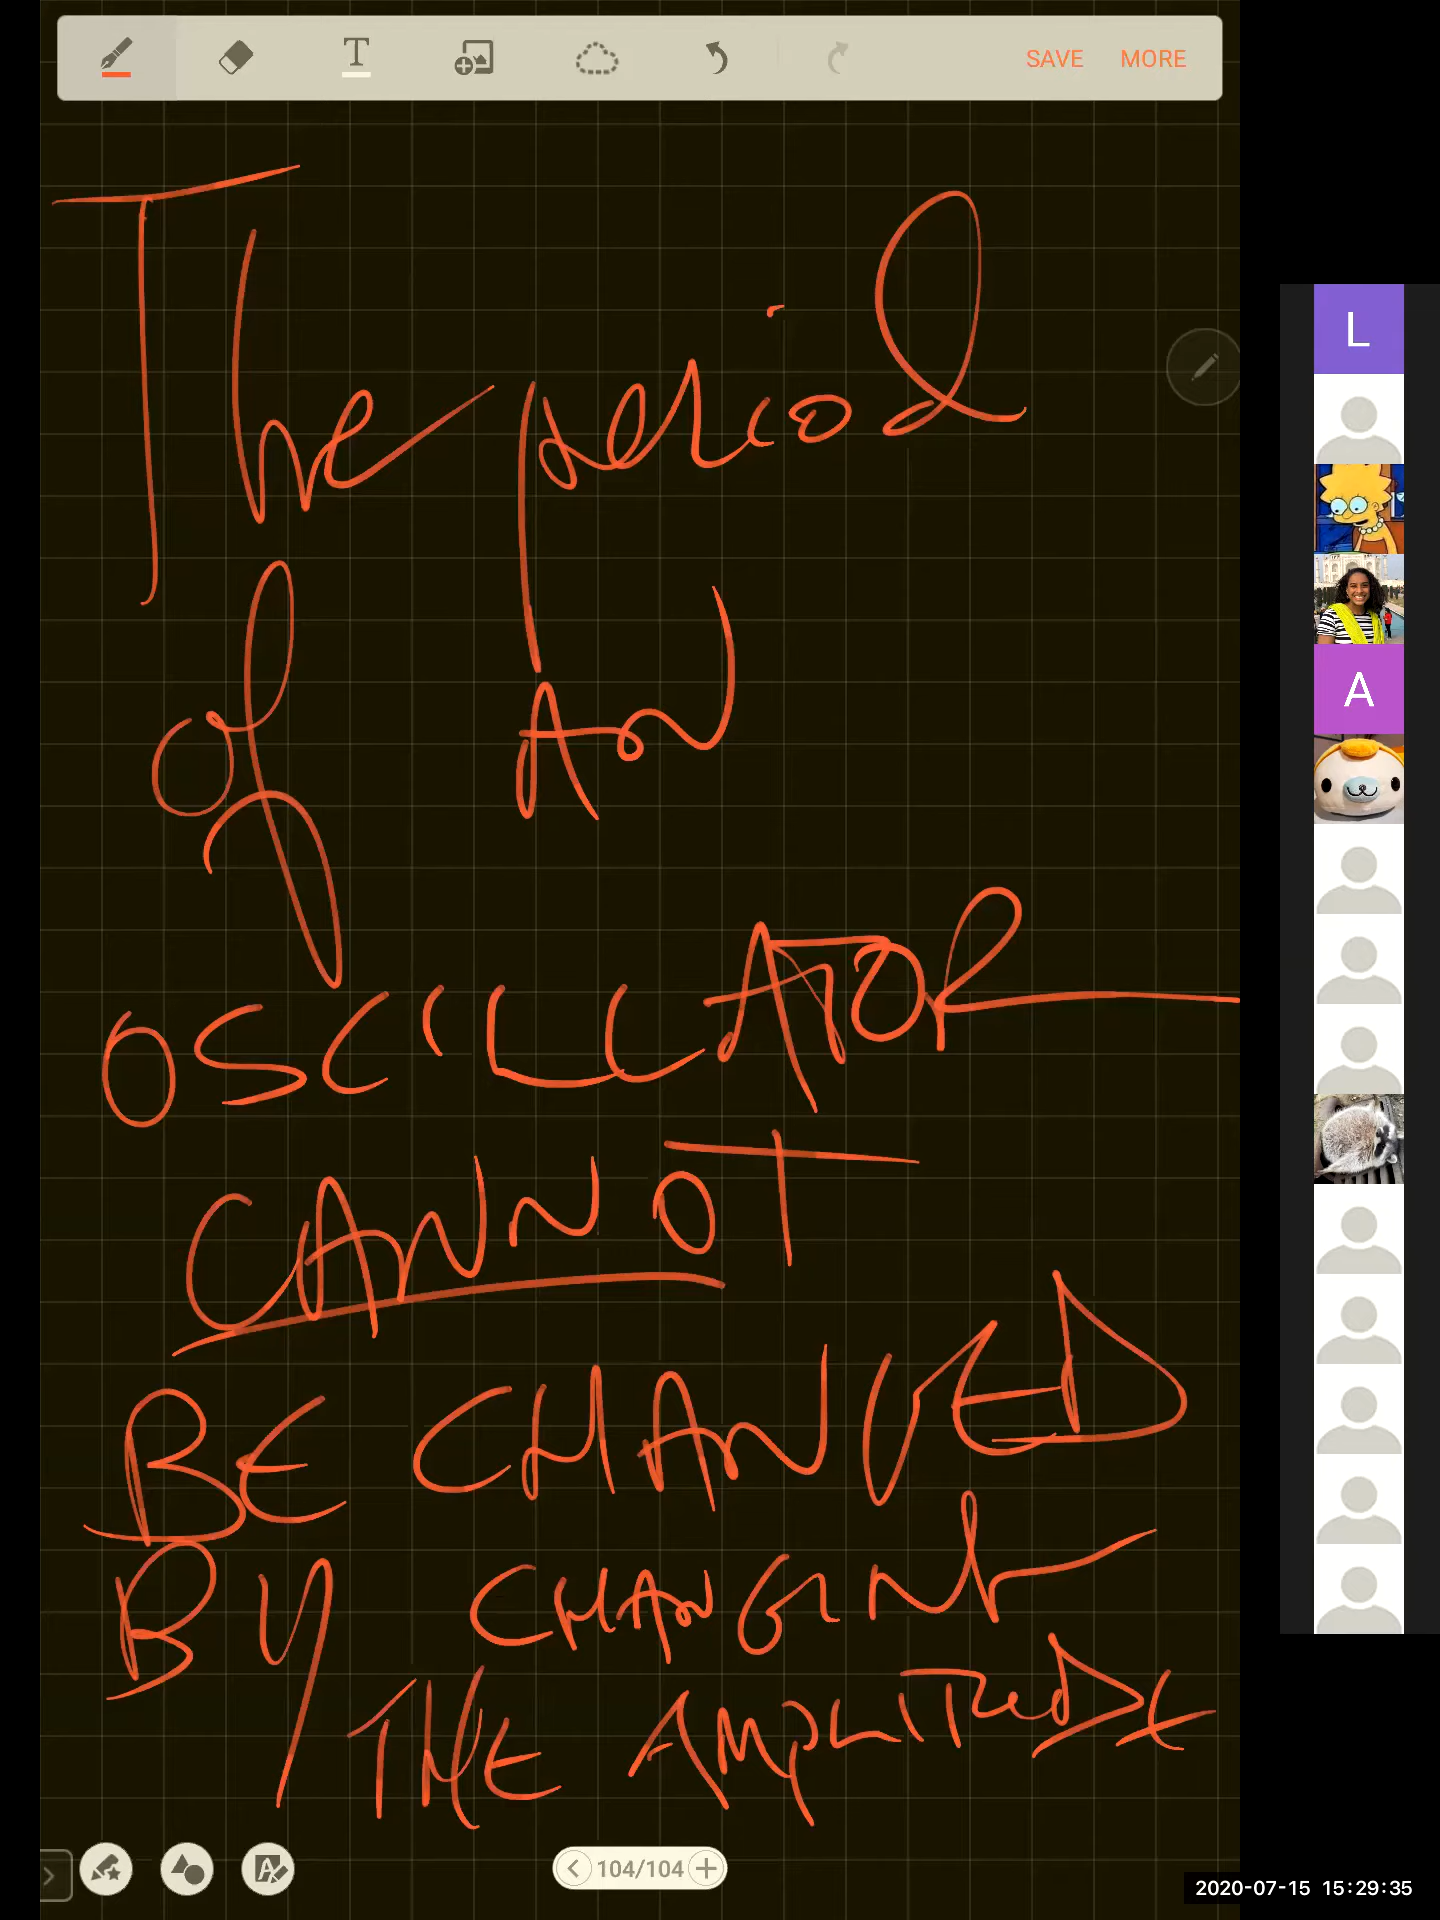 T
SAVE
MORE
The period
of AN
OSCILLATOR
CANNOT
BE CHANGED
BY CHANGING
THE AMPLITUDE
L
A
104/104
2020-07-15 15:29:35